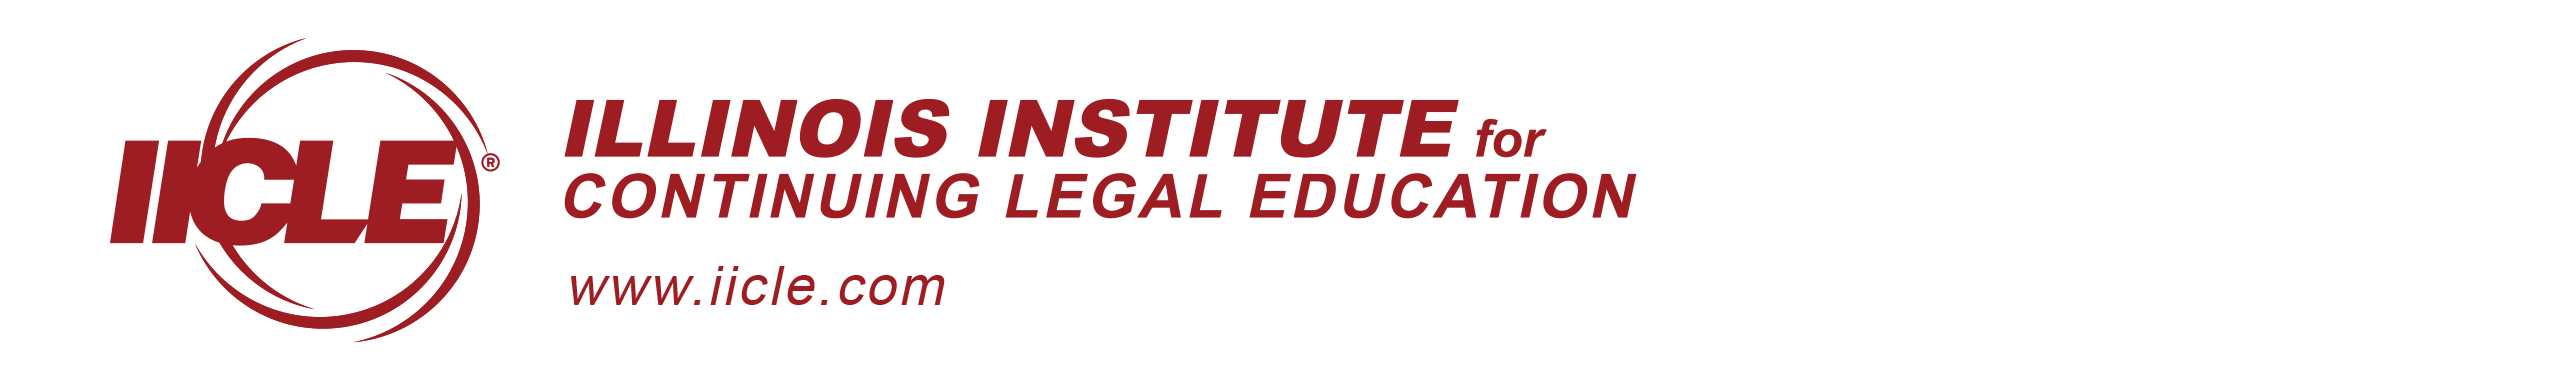 IICLE®
ILLINOIS INSTITUTE for
CONTINUING LEGAL EDUCATION
www.iicle.com